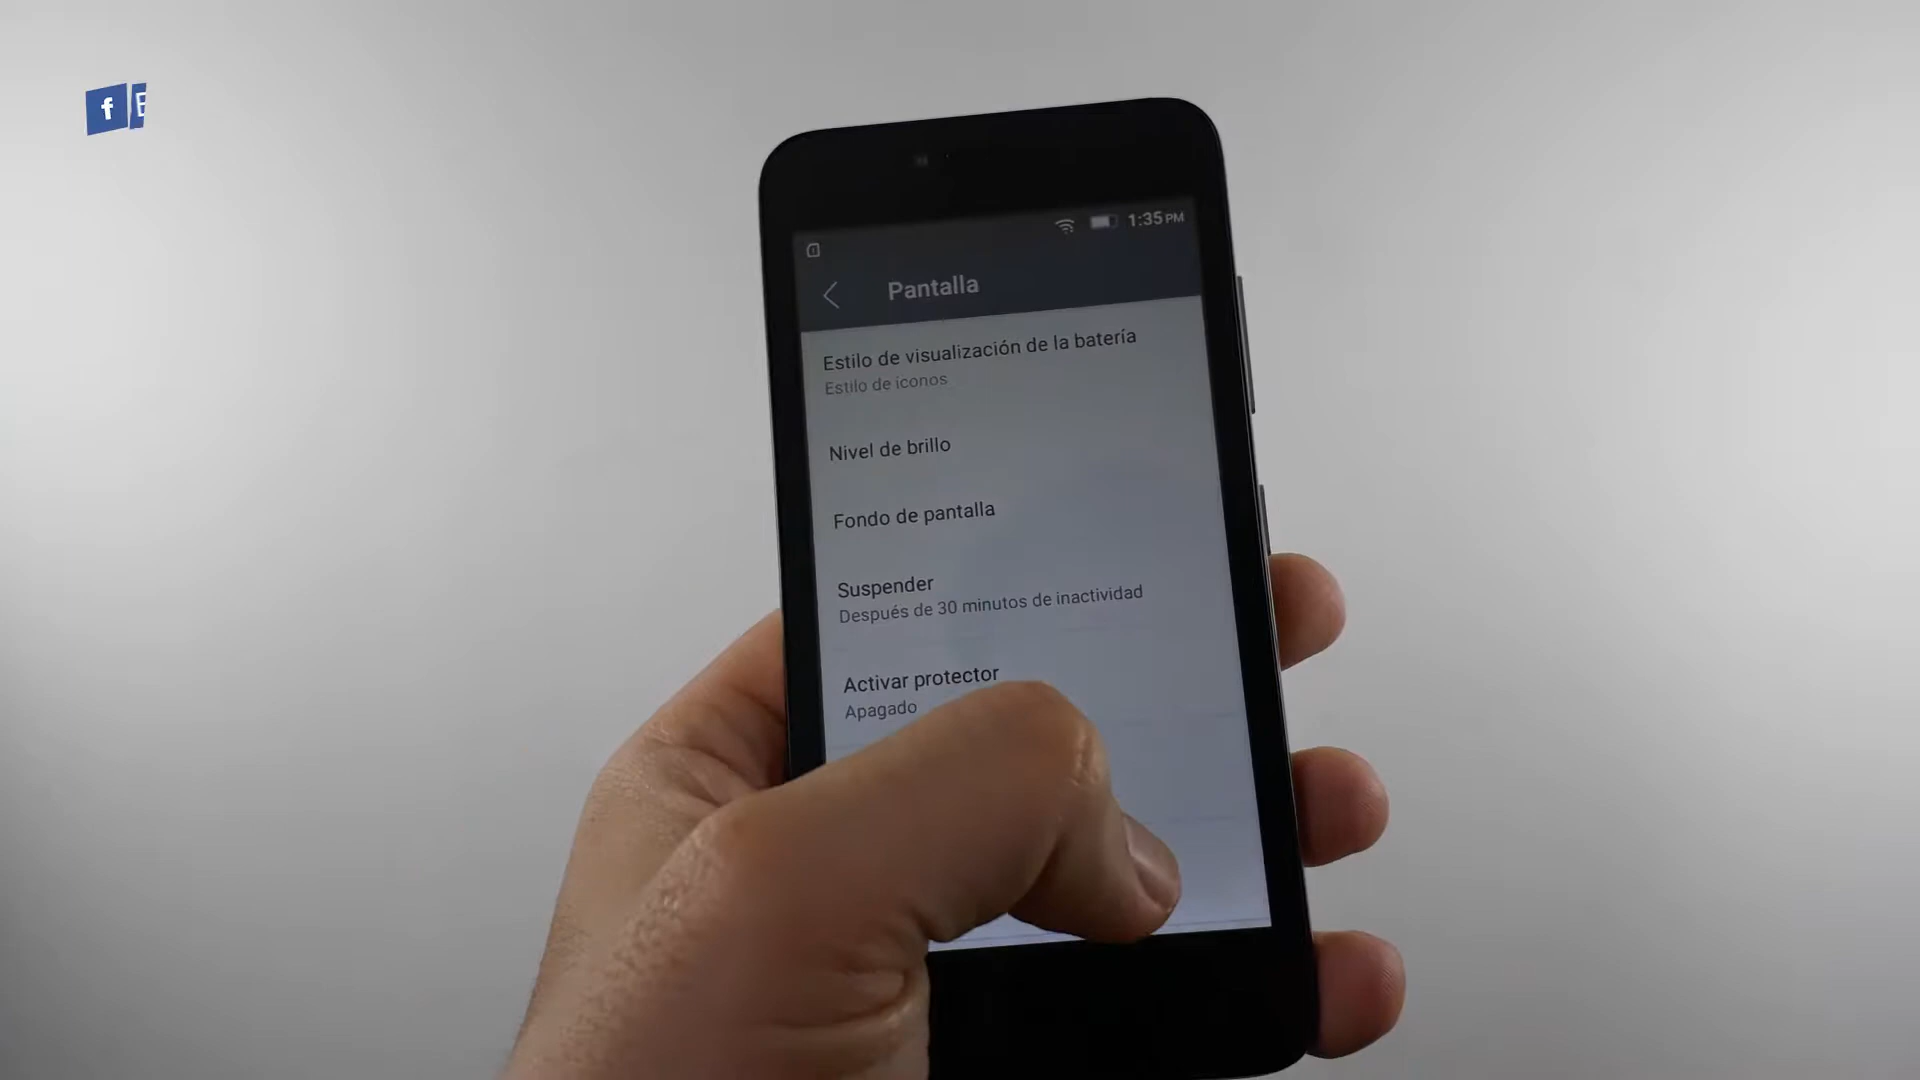 f
1:35 PM
Pantalla
Estilo de visualización de la batería
Estilo de íconos
Nivel de brillo
Fondo de pantalla
Suspender
Después de 30 minutos de inactividad
Activar protector
Apagado